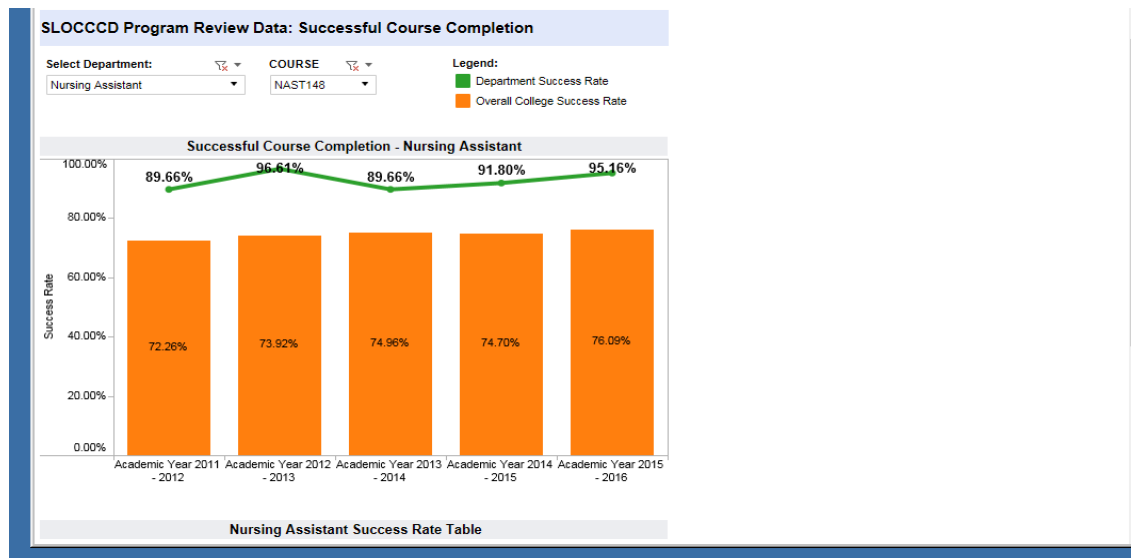 SLOCCCD Program Review Data: Successful Course Completion
Select Department: COURSE Legend:
Nursing Assistant NAST148 Department Success Rate
Overall College Success Rate
Successful Course Completion - Nursing Assistant
100.00%
89.66% 96.61% 89.66% 91.80% 95.16%
80.00%
60.00%
Success Rate
40.00%
72.26% 73.92% 74.96% 74.70% 76.09%
20.00%
0.00%
Academic Year 2011 Academic Year 2012 Academic Year 2013 Academic Year 2014 Academic Year 2015
- 2012 - 2013 - 2014 - 2015 - 2016
Nursing Assistant Success Rate Table